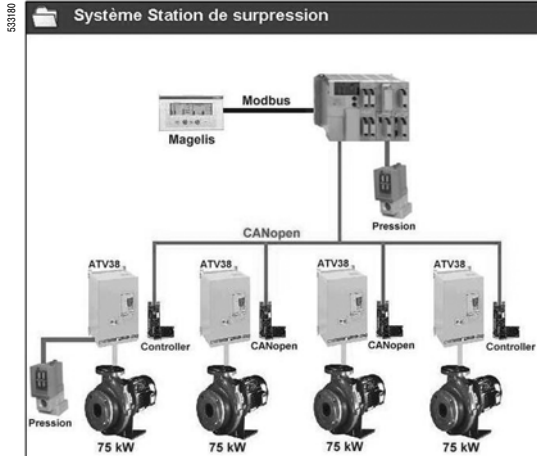 533180
Système Station de surpression
Modbus
Magelis
Pression
CANopen
ATV38
ATV38
ATV38
ATV38
Controller
CANopen
CANopen
Controller
Pression
75 kW
75 kW
75 kW
75 kW